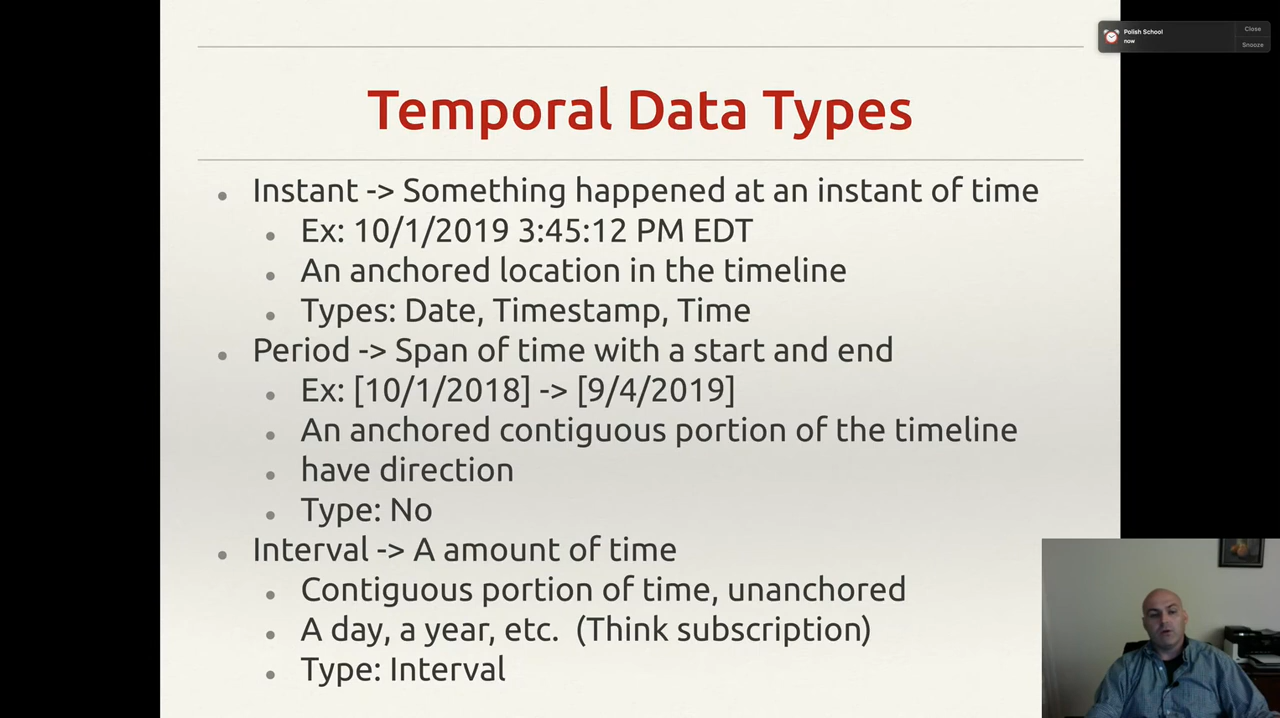 Polish School
now
Close
Snooze
Temporal Data Types
Instant -> Something happened at an instant of time
Ex: 10/1/2019 3:45:12 PM EDT
An anchored location in the timeline
Types: Date, Timestamp, Time
Period -> Span of time with a start and end
Ex: [10/1/2018] -> [9/4/2019]
An anchored contiguous portion of the timeline
have direction
Type: No
Interval -> A amount of time
Contiguous portion of time, unanchored
A day, a year, etc. (Think subscription)
Type: Interval